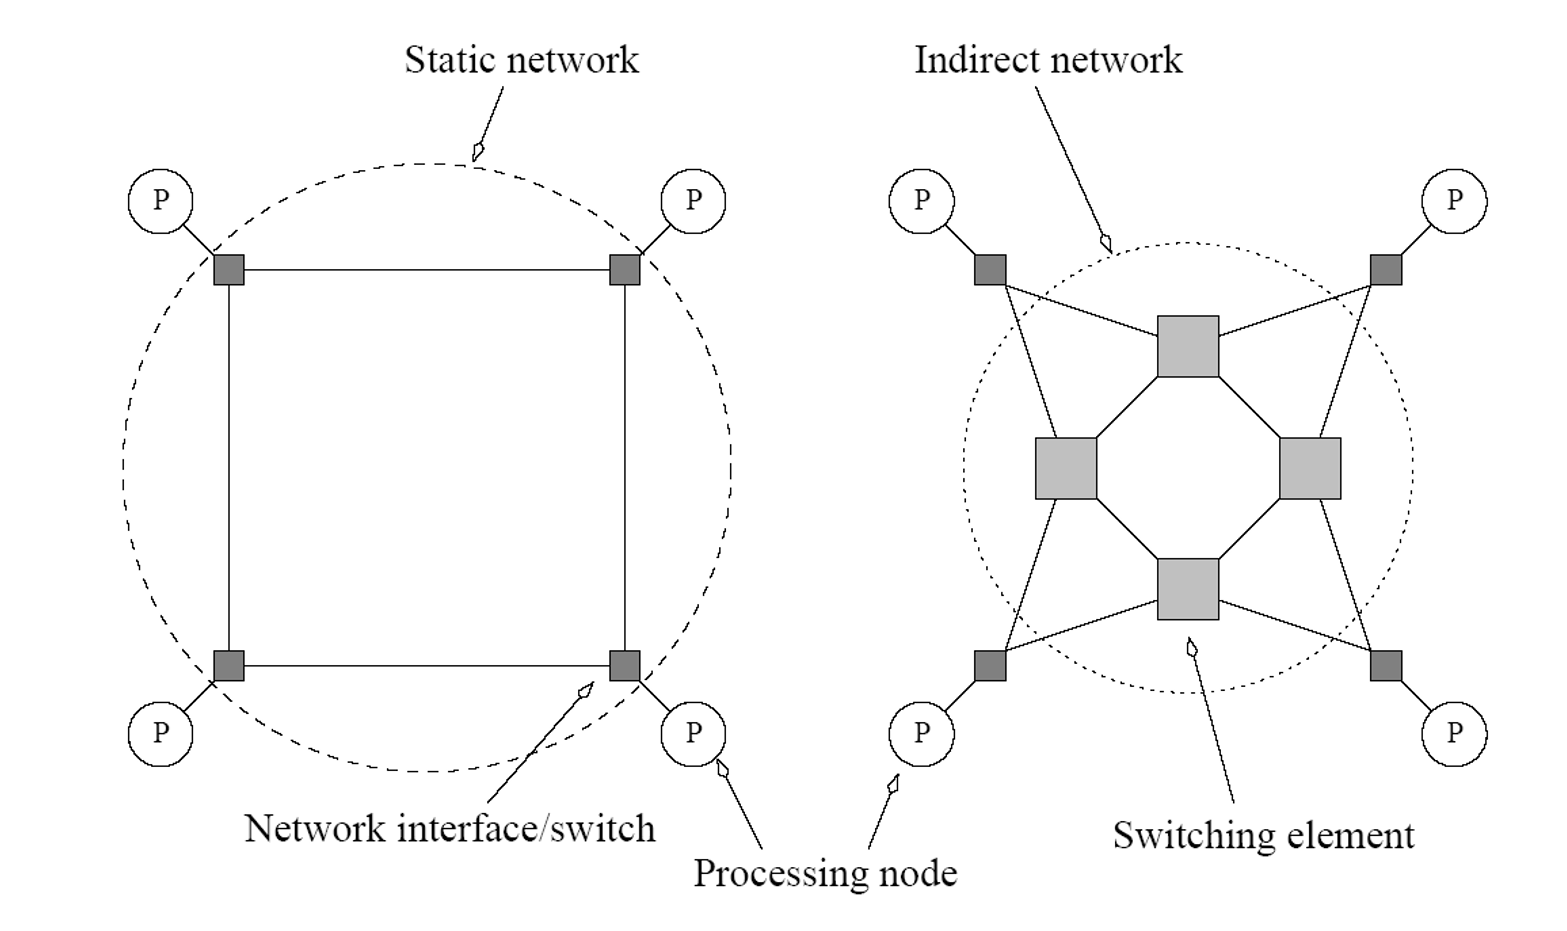 Static network
Indirect network
P
P
P
P
P
P
P
P
Network interface/switch
Switching element
Processing node